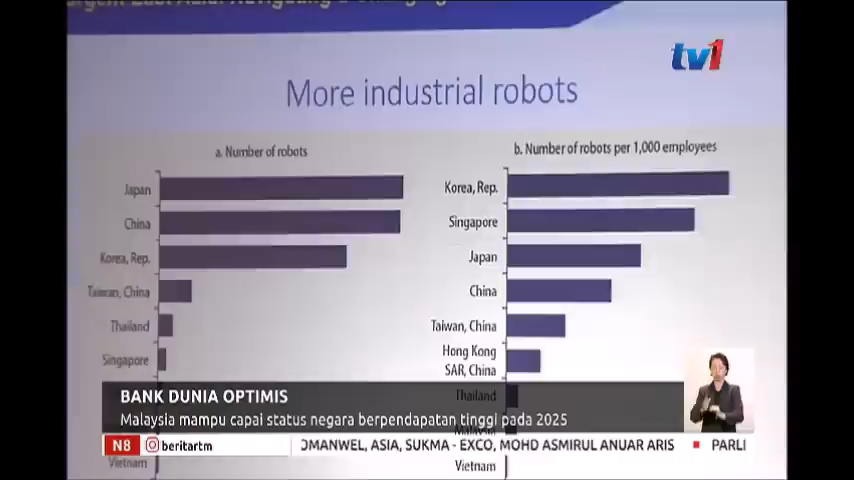 tv1
More industrial robots
a. Number of robots
Japan
China
Korea, Rep.
Taiwan, China
Thailand
Singapore
Vietnam
b. Number of robots per 1,000 employees
Korea, Rep.
Singapore
Japan
China
Taiwan, China
Hong Kong
SAR, China
Thailand
Malaysia
Vietnam
BANK DUNIA OPTIMIS
Malaysia mampu capai status negara berpendapatan tinggi pada 2025
N8 beritartm OMANWEL, ASIA, SUKMA - EXCO, MOHD ASMIRUL ANUAR ARIS ▪ PARLI